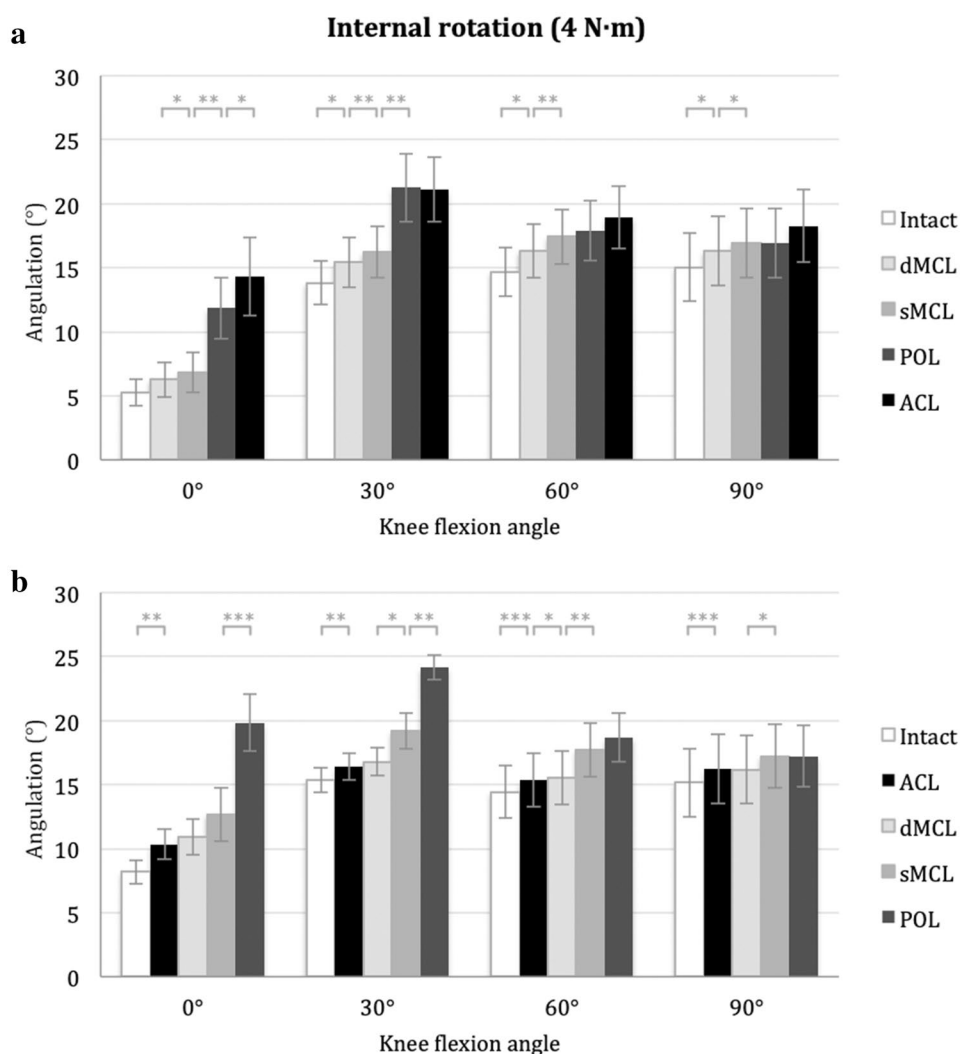 a
Internal rotation (4 N·m)
30
25
20
15
10
5
0
Angulation (°)
* ** *
* ** **
* **
* *
0° 30° 60° 90°
Knee flexion angle
Intact
dMCL
sMCL
POL
ACL
b
30
25
20
15
10
5
0
Angulation (°)
** ***
** * **
*** * **
*** *
0° 30° 60° 90°
Knee flexion angle
Intact
ACL
dMCL
sMCL
POL